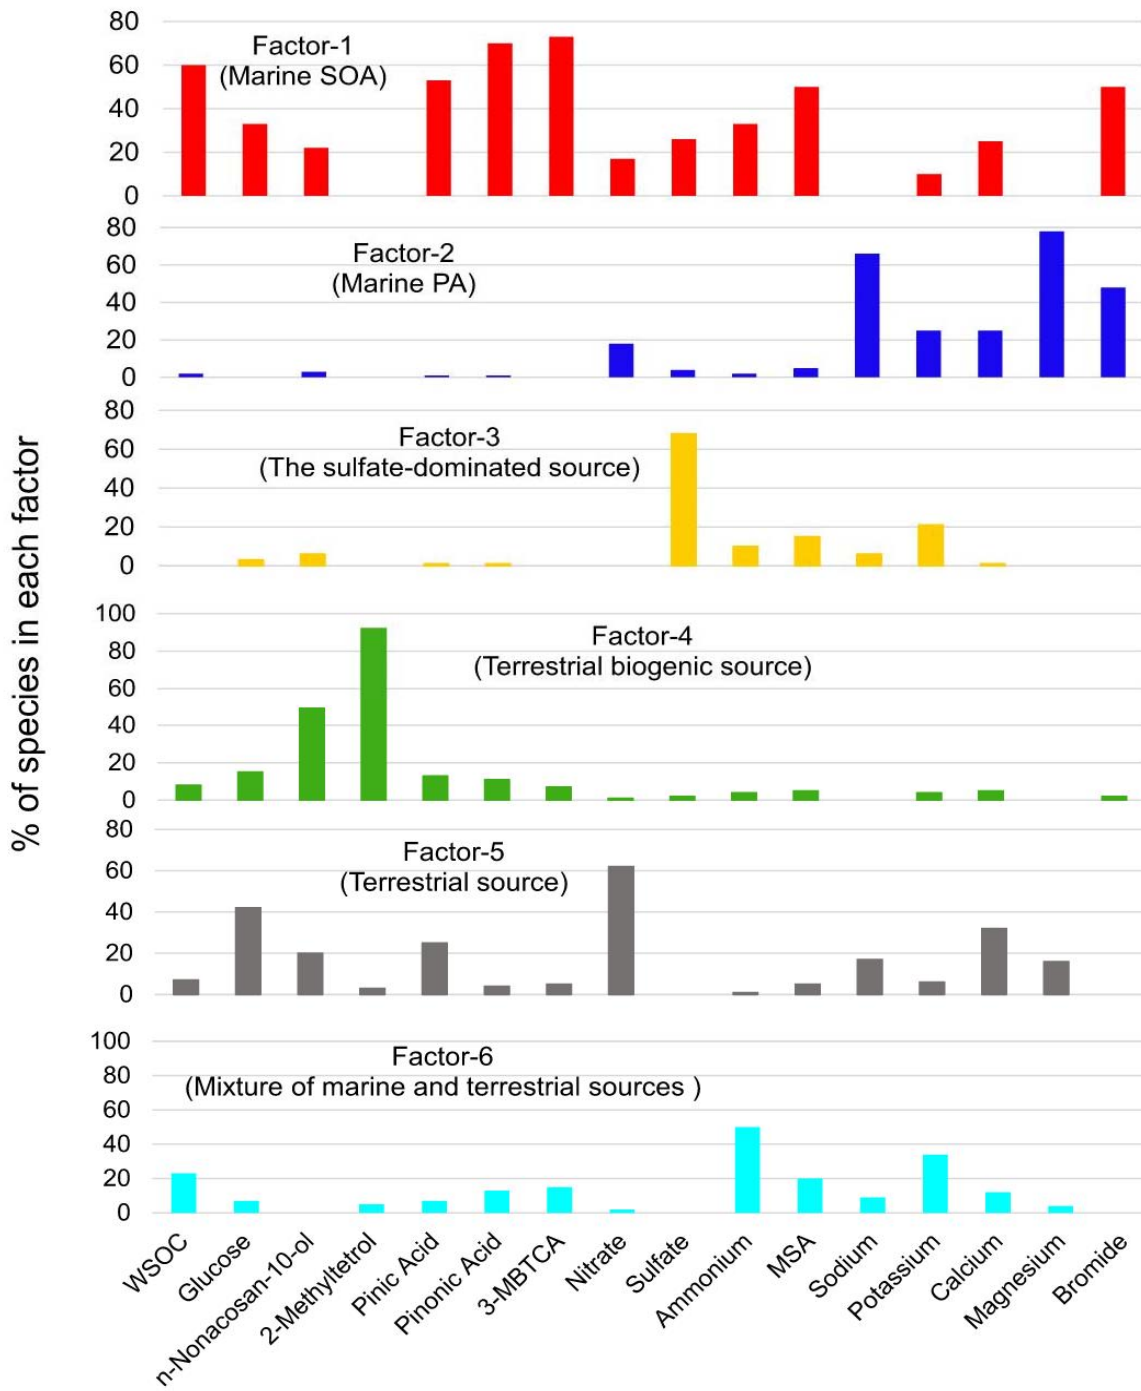 80
Factor-1
60
(Marine SOA)
40
20
0
80
Factor-2
60
(Marine PA)
40
20
0
80
Factor-3
60
(The sulfate-dominated source)
40
20
0
100
Factor-4
80
(Terrestrial biogenic source)
60
40
20
0
80
Factor-5
60
(Terrestrial source)
40
20
0
100
Factor-6
80
(Mixture of marine and terrestrial sources )
60
40
20
0
% of species in each factor
WSOC
Glucose
n-Nonacosan-10-ol
2-Methyltetrol
Pinic Acid
Pinonic Acid
3-MBTCA
Nitrate
Sulfate
Ammonium
MSA
Sodium
Potassium
Calcium
Magnesium
Bromide